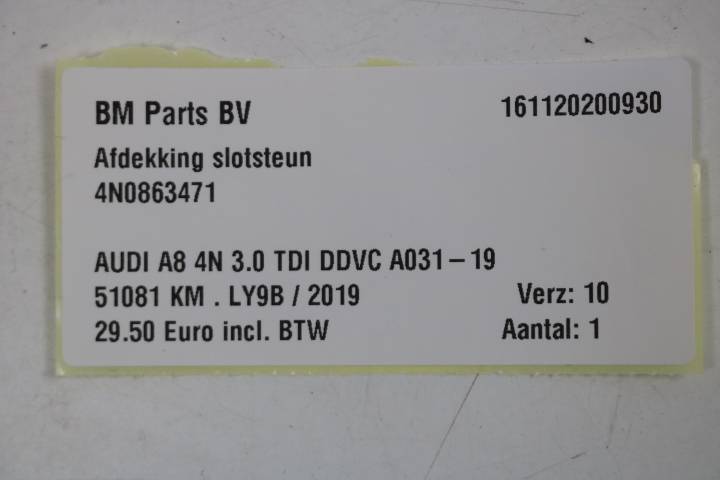 BM Parts BV 161120200930
Afdekking slotsteun
4N0863471
AUDI A8 4N 3.0 TDI DDVC A031-19
51081 KM . LY9B / 2019 Verz: 10
29.50 Euro incl. BTW Aantal: 1